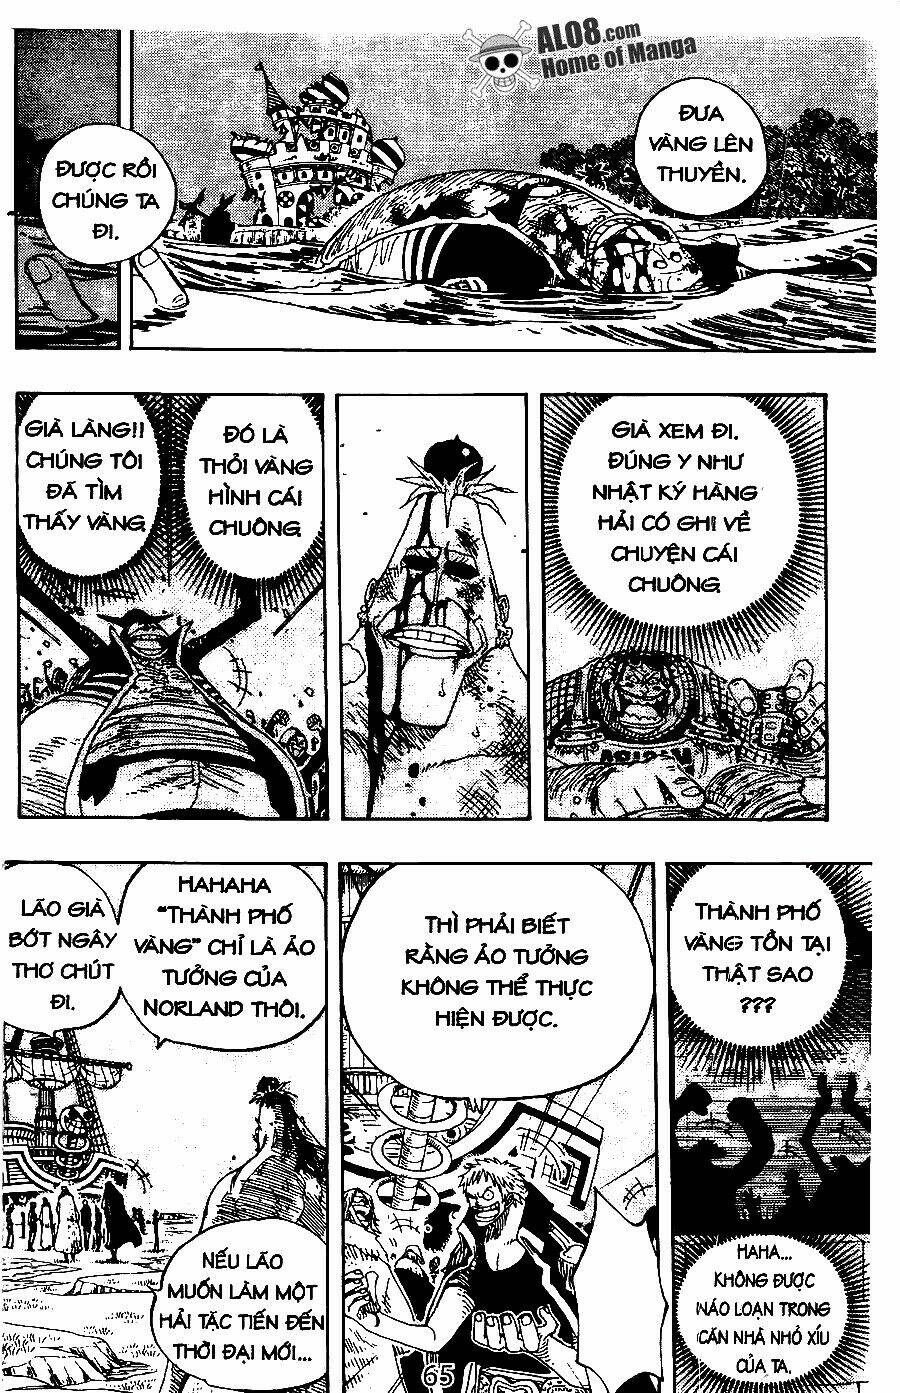 AL08.com
Home of Manga
ĐƯA
VÀNG LÊN
THUYỀN.
ĐƯỢC RỒI
CHÚNG TA
ĐI.
GIÀ XEM ĐI.
ĐÚNG Y NHƯ
NHẬT KÝ HÀNG
HẢI CÓ GHI VỀ
CHUYỆN CÁI
CHUÔNG.
ĐÓ LÀ
THỎI VÀNG
HÌNH CÁI
CHUÔNG.
GIÀ LÀNG!!
CHÚNG TÔI
ĐÃ TÌM
THẤY VÀNG.
THÀNH PHỐ
VÀNG TỒN TẠI
THẬT SAO
???
HAHA...
KHÔNG ĐƯỢC
NÁO LOẠN TRONG
CĂN NHÀ NHỎ XÍU
CỦA TA.
THÌ PHẢI BIẾT
RẰNG ẢO TƯỞNG
KHÔNG THỂ THỰC
HIỆN ĐƯỢC.
HAHAHA
“THÀNH PHỐ
VÀNG” CHỈ LÀ ẢO
TƯỞNG CỦA
NORLAND THÔI.
LÃO GIÀ
BỚT NGÂY
THƠ CHÚT
ĐI.
NẾU LÃO
MUỐN LÀM MỘT
HẢI TẶC TIẾN ĐẾN
THỜI ĐẠI MỚI...
65